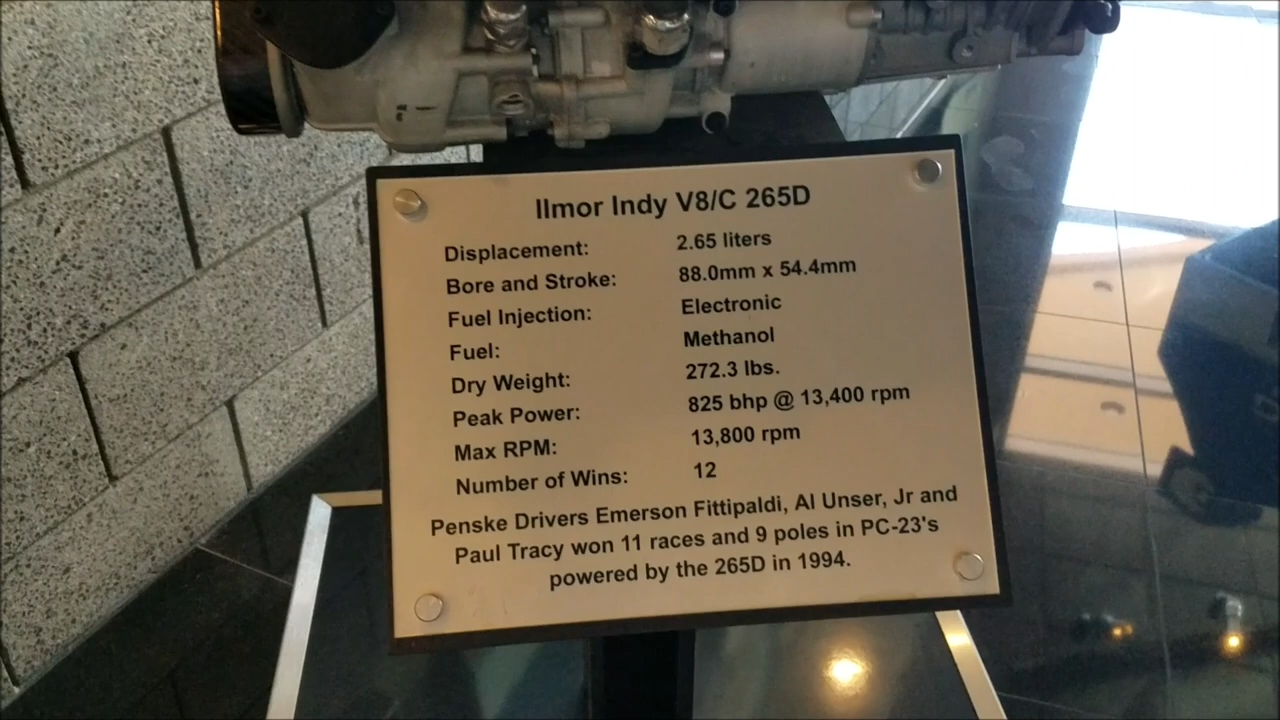 Ilmor Indy V8/C 265D
Displacement: 2.65 liters
Bore and Stroke: 88.0mm x 54.4mm
Fuel Injection: Electronic
Fuel: Methanol
Dry Weight: 272.3 lbs.
Peak Power: 825 bhp @ 13,400 rpm
Max RPM: 13,800 rpm
Number of Wins: 12
Penske Drivers Emerson Fittipaldi, Al Unser, Jr and
Paul Tracy won 11 races and 9 poles in PC-23's
powered by the 265D in 1994.